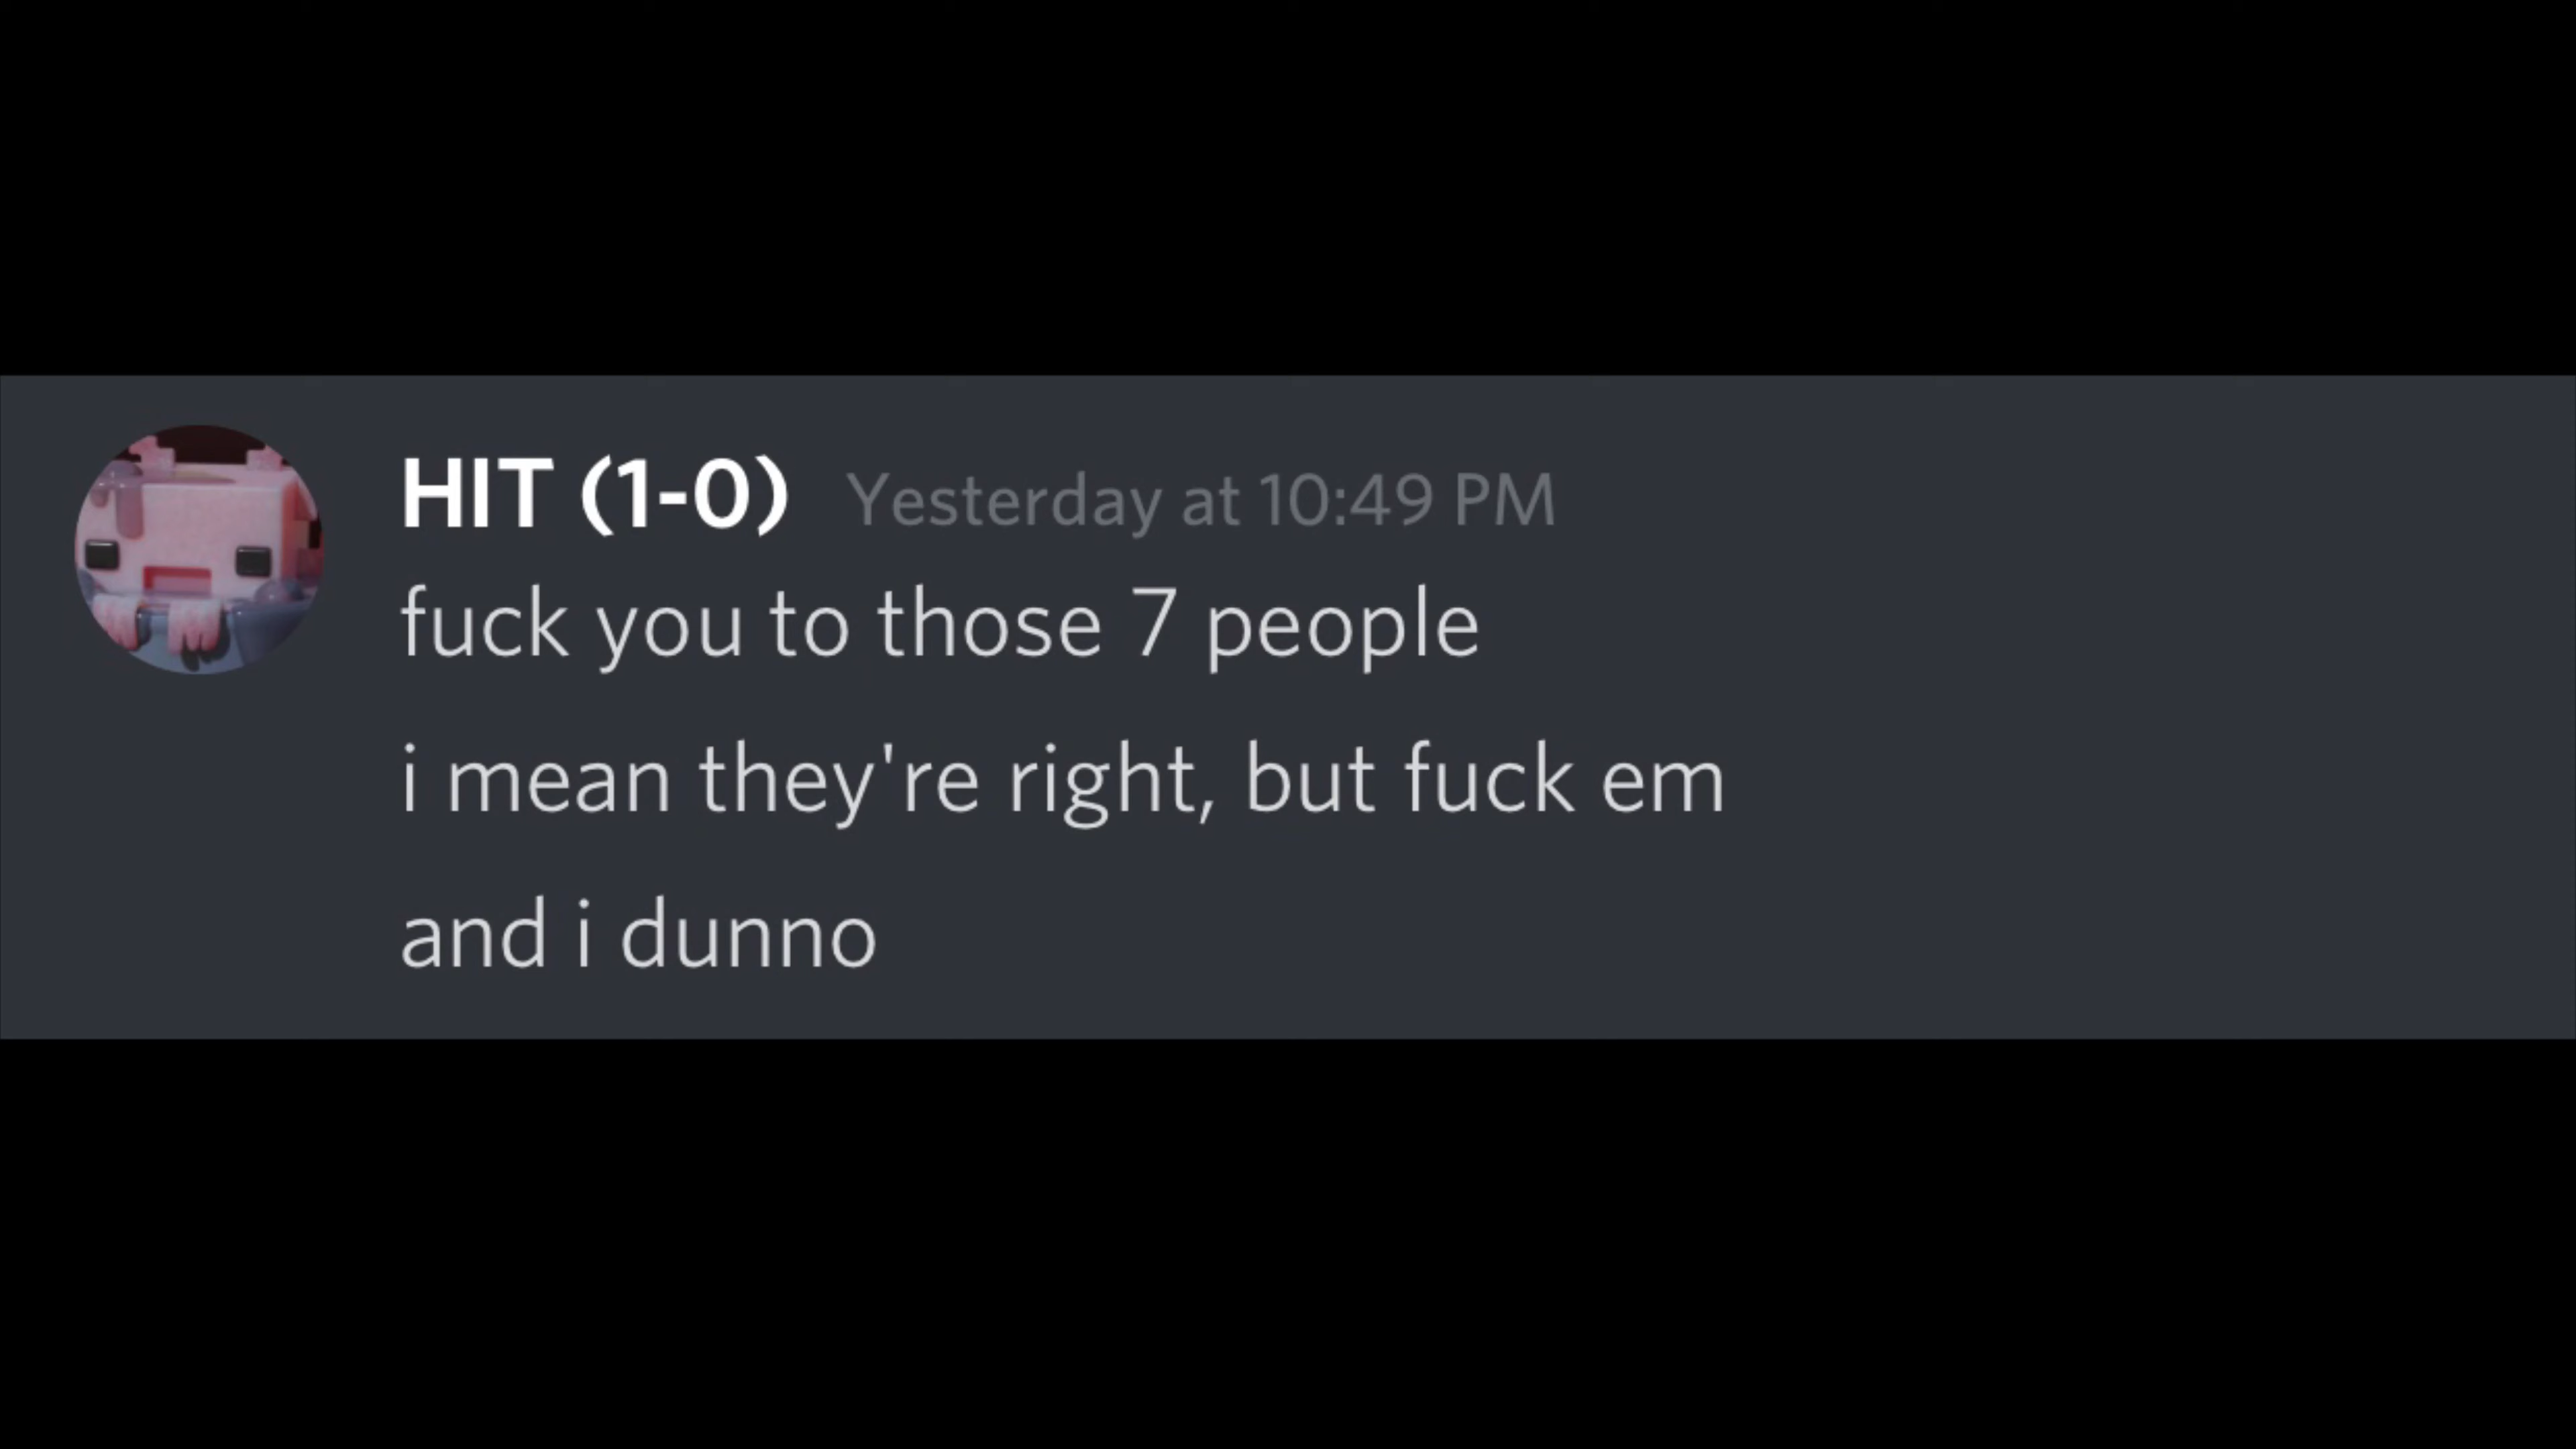 HIT (1-0) Yesterday at 10:49 PM
fuck you to those 7 people
i mean they're right, but fuck em
and i dunno